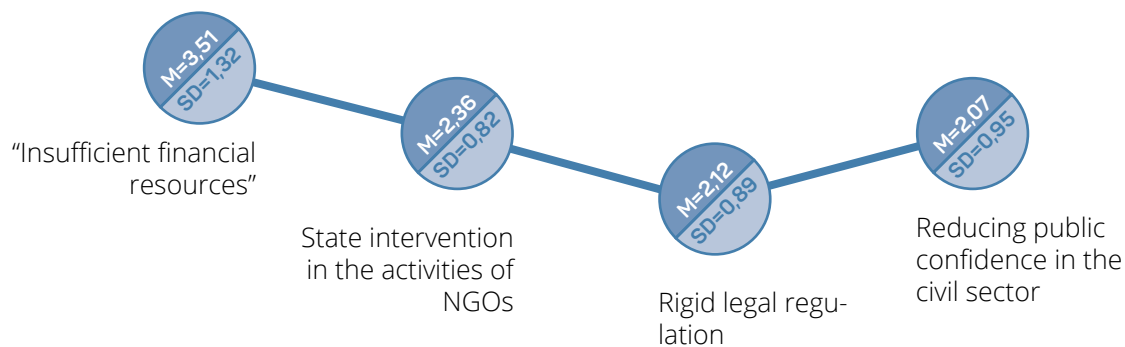 M=3,51
SD=1,32
“Insufficient financial
resources”
M=2,36
SD=0,82
State intervention
in the activities of
NGOs
M=2,12
SD=0,89
Rigid legal regu-
lation
M=2,07
SD=0,95
Reducing public
confidence in the
civil sector